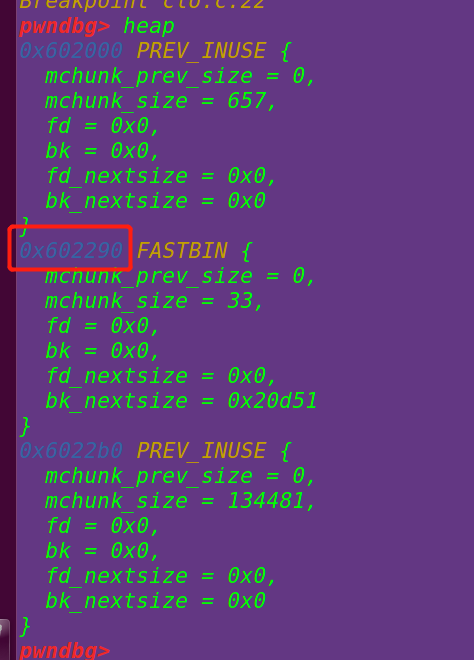 Breakpoint clo.c:22
pwndbg> heap
0x602000 PREV_INUSE {
  mchunk_prev_size = 0,
  mchunk_size = 657,
  fd = 0x0,
  bk = 0x0,
  fd_nextsize = 0x0,
  bk_nextsize = 0x0
}
0x602290 FASTBIN {
  mchunk_prev_size = 0,
  mchunk_size = 33,
  fd = 0x0,
  bk = 0x0,
  fd_nextsize = 0x0,
  bk_nextsize = 0x20d51
}
0x6022b0 PREV_INUSE {
  mchunk_prev_size = 0,
  mchunk_size = 134481,
  fd = 0x0,
  bk = 0x0,
  fd_nextsize = 0x0,
  bk_nextsize = 0x0
}
pwndbg>